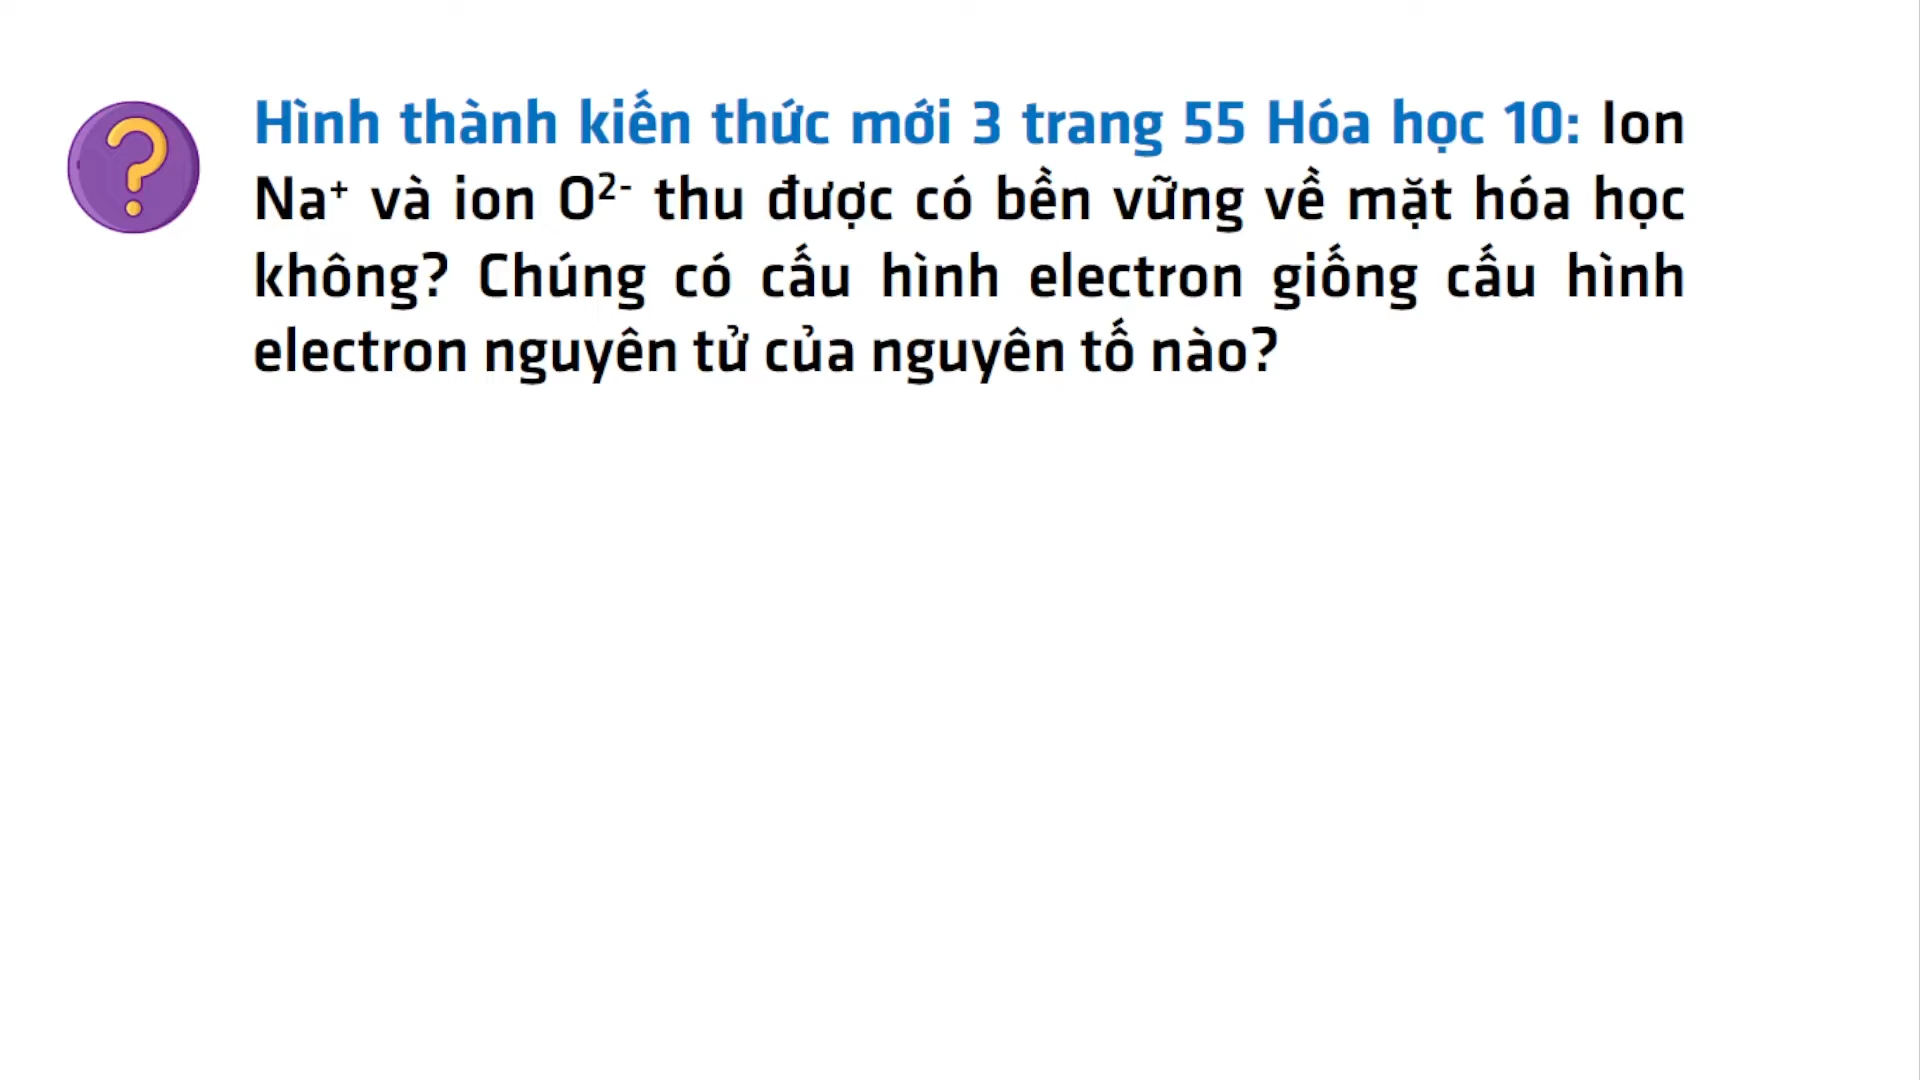 Hình thành kiến thức mới 3 trang 55 Hóa học 10: Ion
Na⁺ và ion O²⁻ thu được có bền vững về mặt hóa học
không? Chúng có cấu hình electron giống cấu hình
electron nguyên tử của nguyên tố nào?